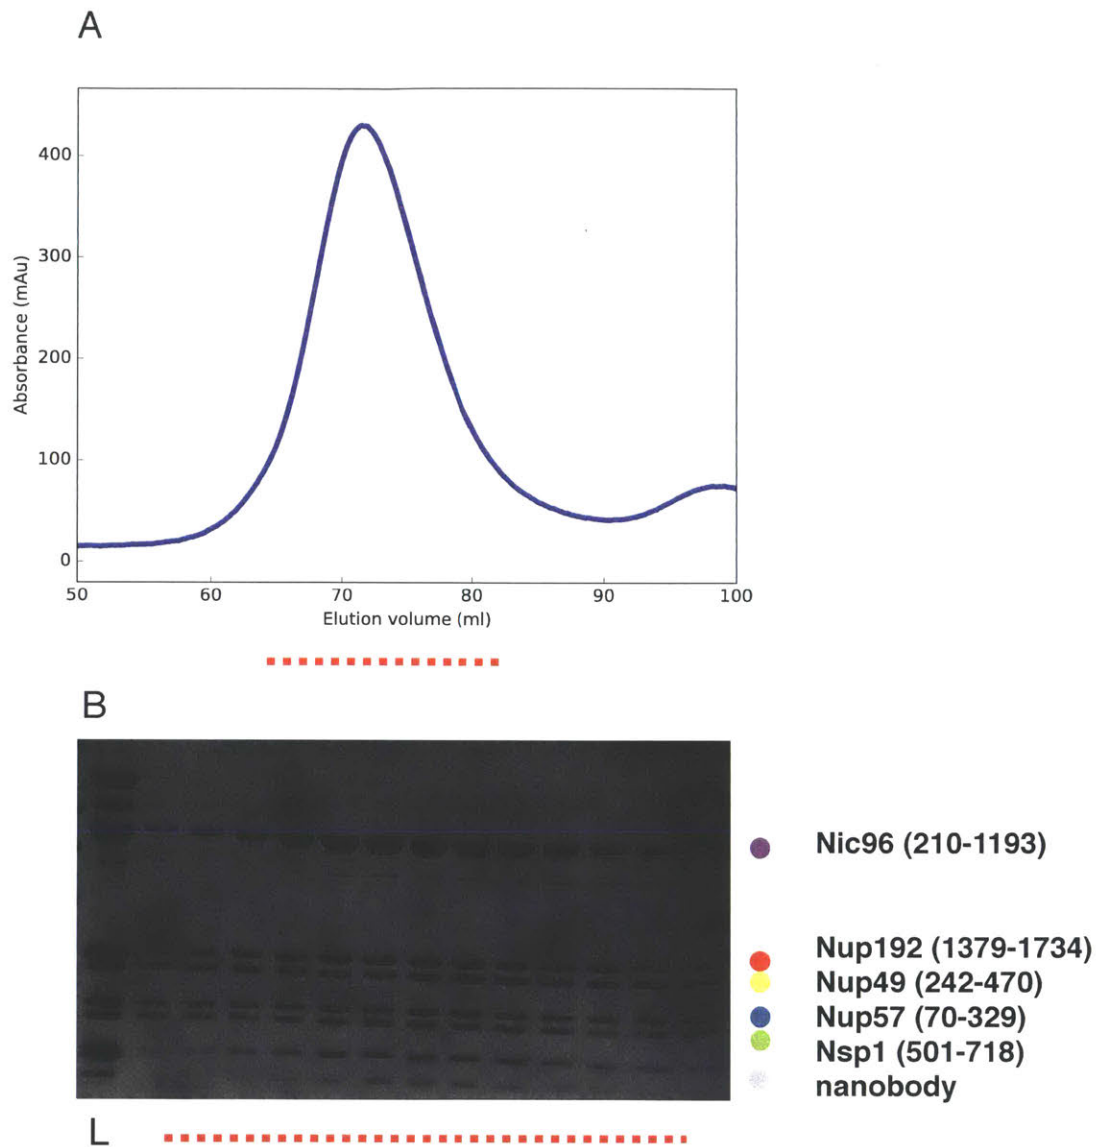 A
400
300
200
100
0
Absorbance (mAu)
50 60 70 80 90 100
Elution volume (ml)
B
Nic96 (210-1193)
Nup192 (1379-1734)
Nup49 (242-470)
Nup57 (70-329)
Nsp1 (501-718)
nanobody
L